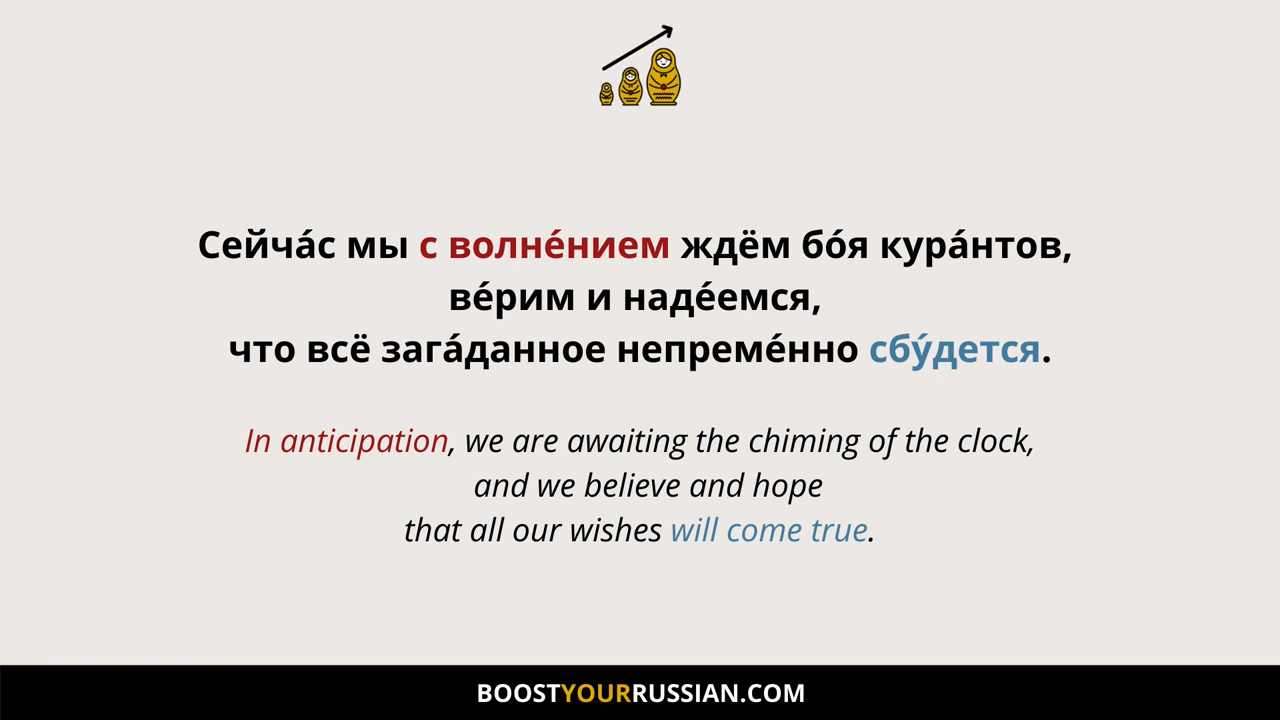 Сейча́с мы с волне́нием ждём бо́я кура́нтов,
ве́рим и наде́емся,
что всё зага́данное непреме́нно сбу́дется.
In anticipation, we are awaiting the chiming of the clock,
and we believe and hope
that all our wishes will come true.
BOOSTYOURRUSSIAN.COM